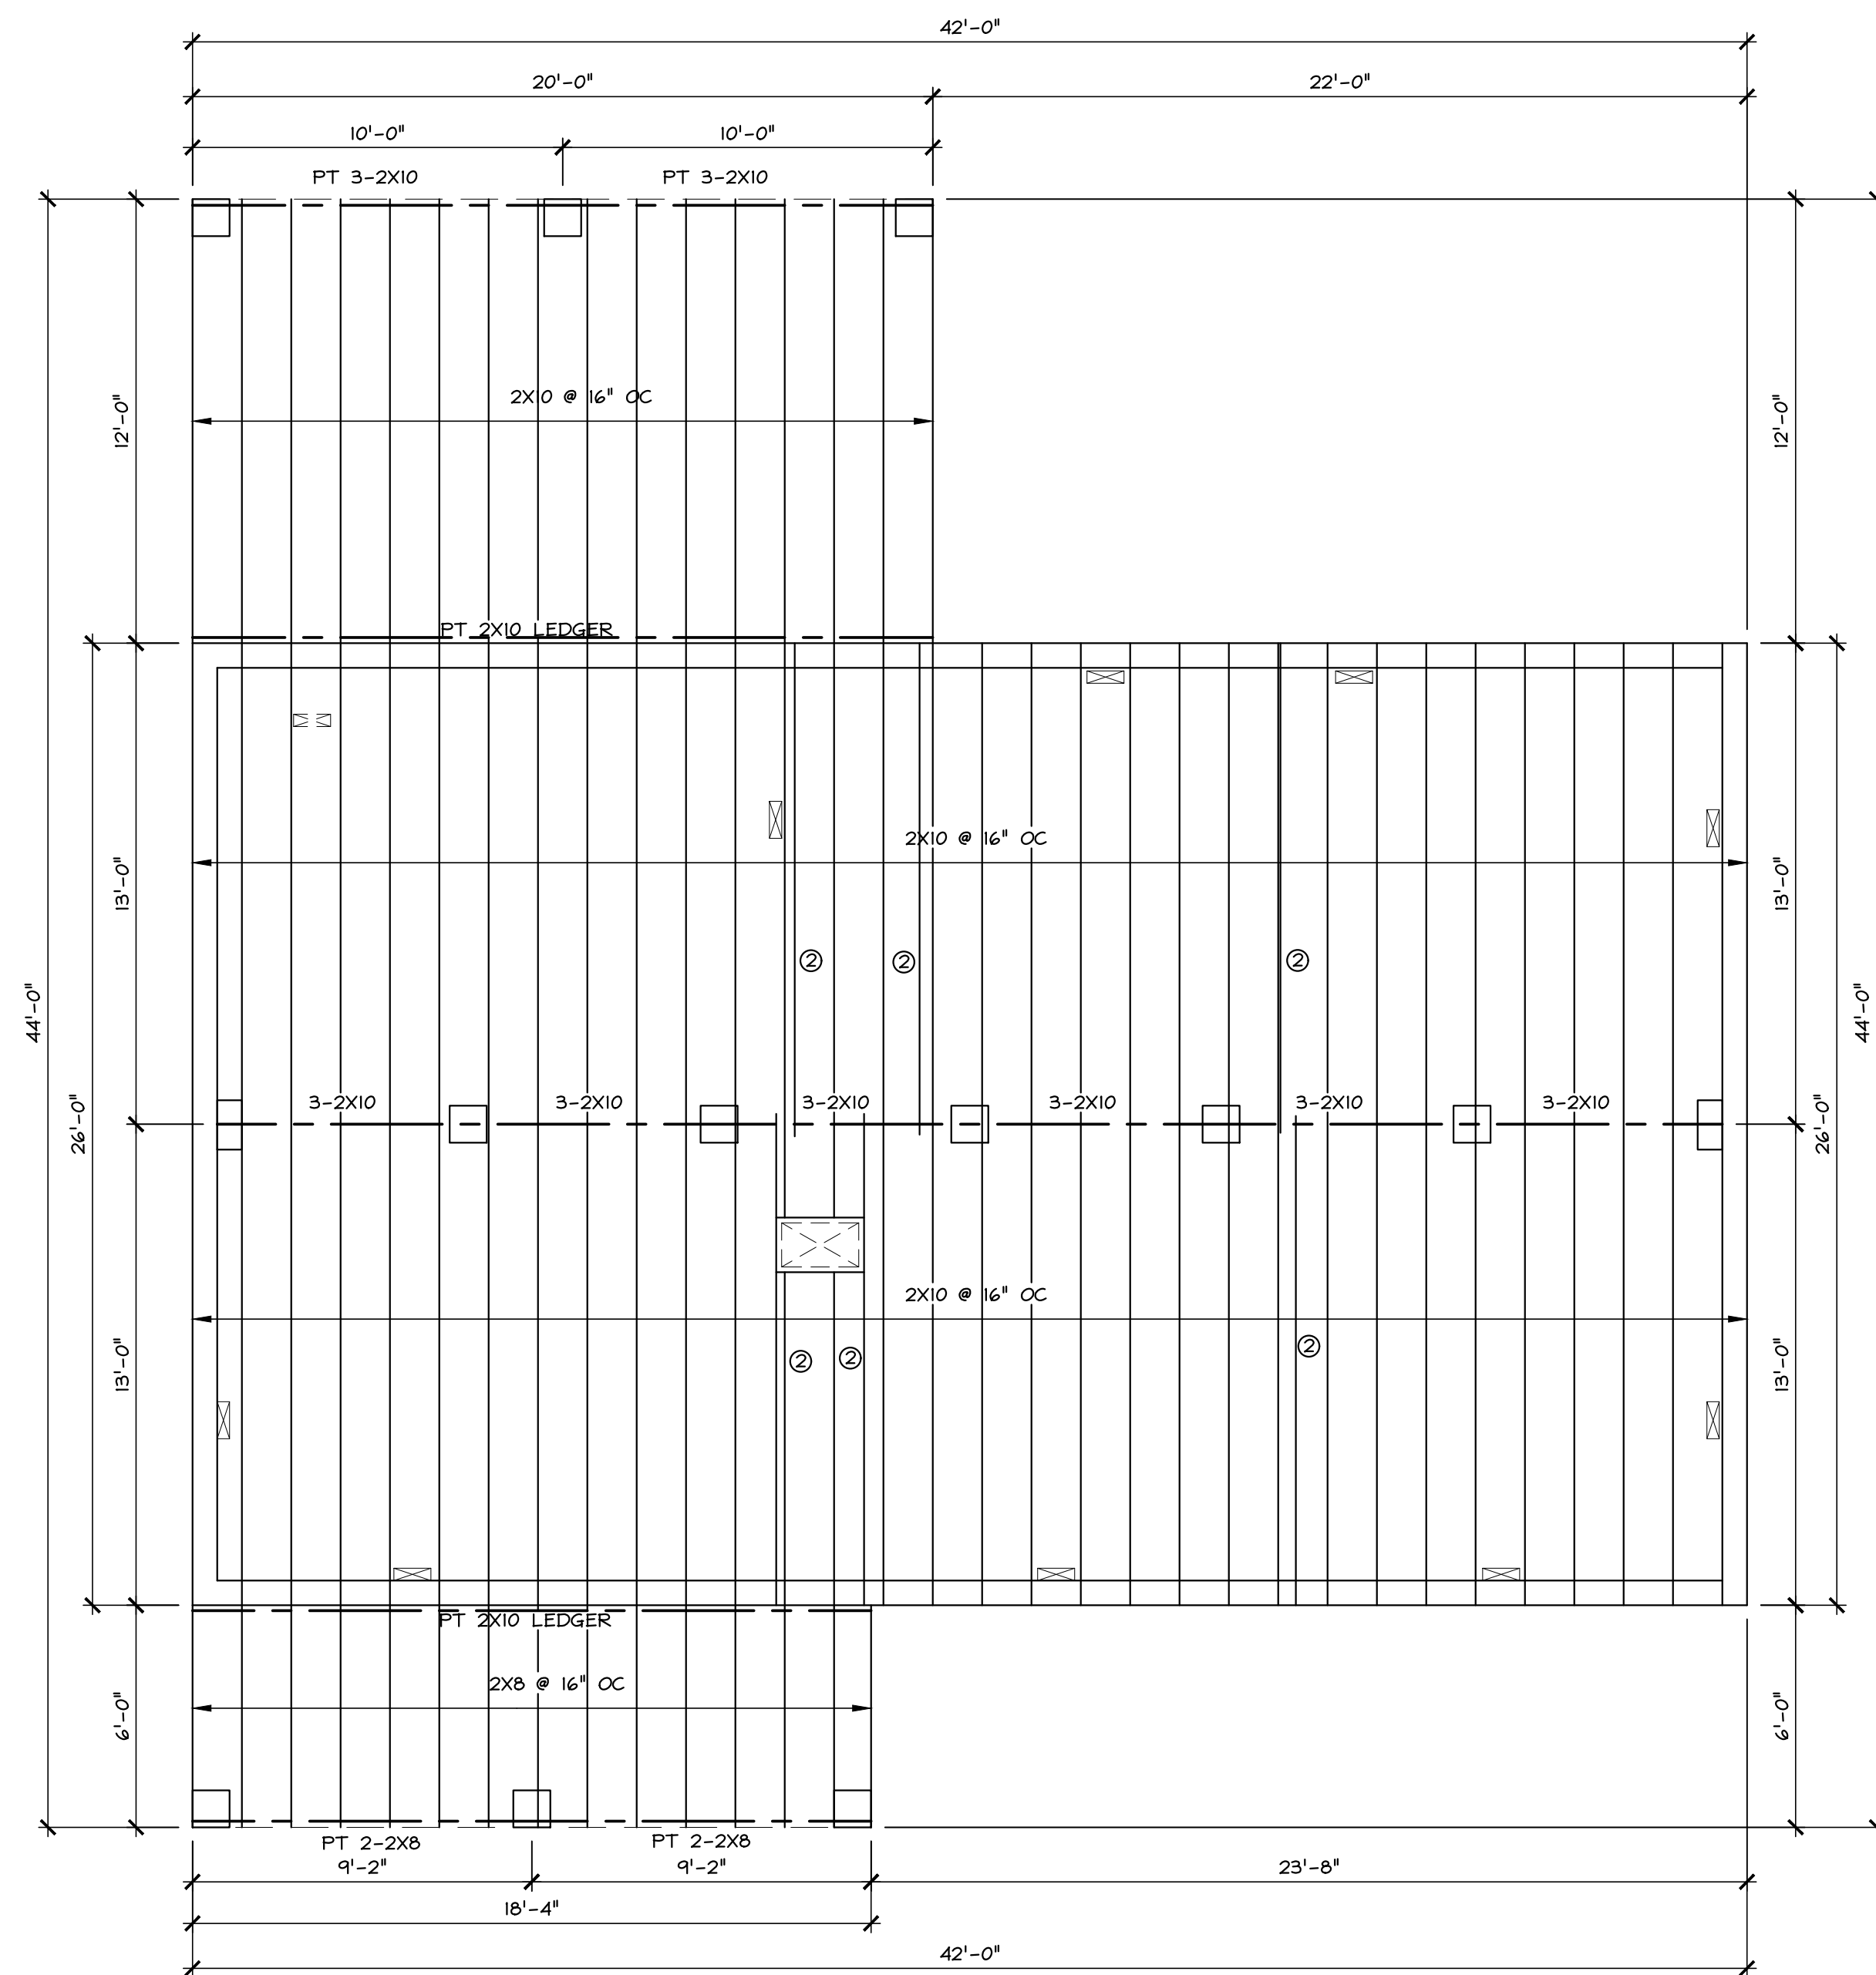 42'-0"
20'-0"
22'-0"
10'-0"
10'-0"
PT 3-2X10
PT 3-2X10
2X10 @ 16" OC
12'-0"
12'-0"
PT 2X10 LEDGER
2X10 @ 16" OC
13'-0"
13'-0"
2
2
2
44'-0"
44'-0"
26'-0"
26'-0"
3-2X10
3-2X10
3-2X10
3-2X10
3-2X10
3-2X10
2X10 @ 16" OC
13'-0"
13'-0"
2
2
2
PT 2X10 LEDGER
2X8 @ 16" OC
6'-0"
6'-0"
PT 2-2X8
PT 2-2X8
9'-2"
9'-2"
23'-8"
18'-4"
42'-0"